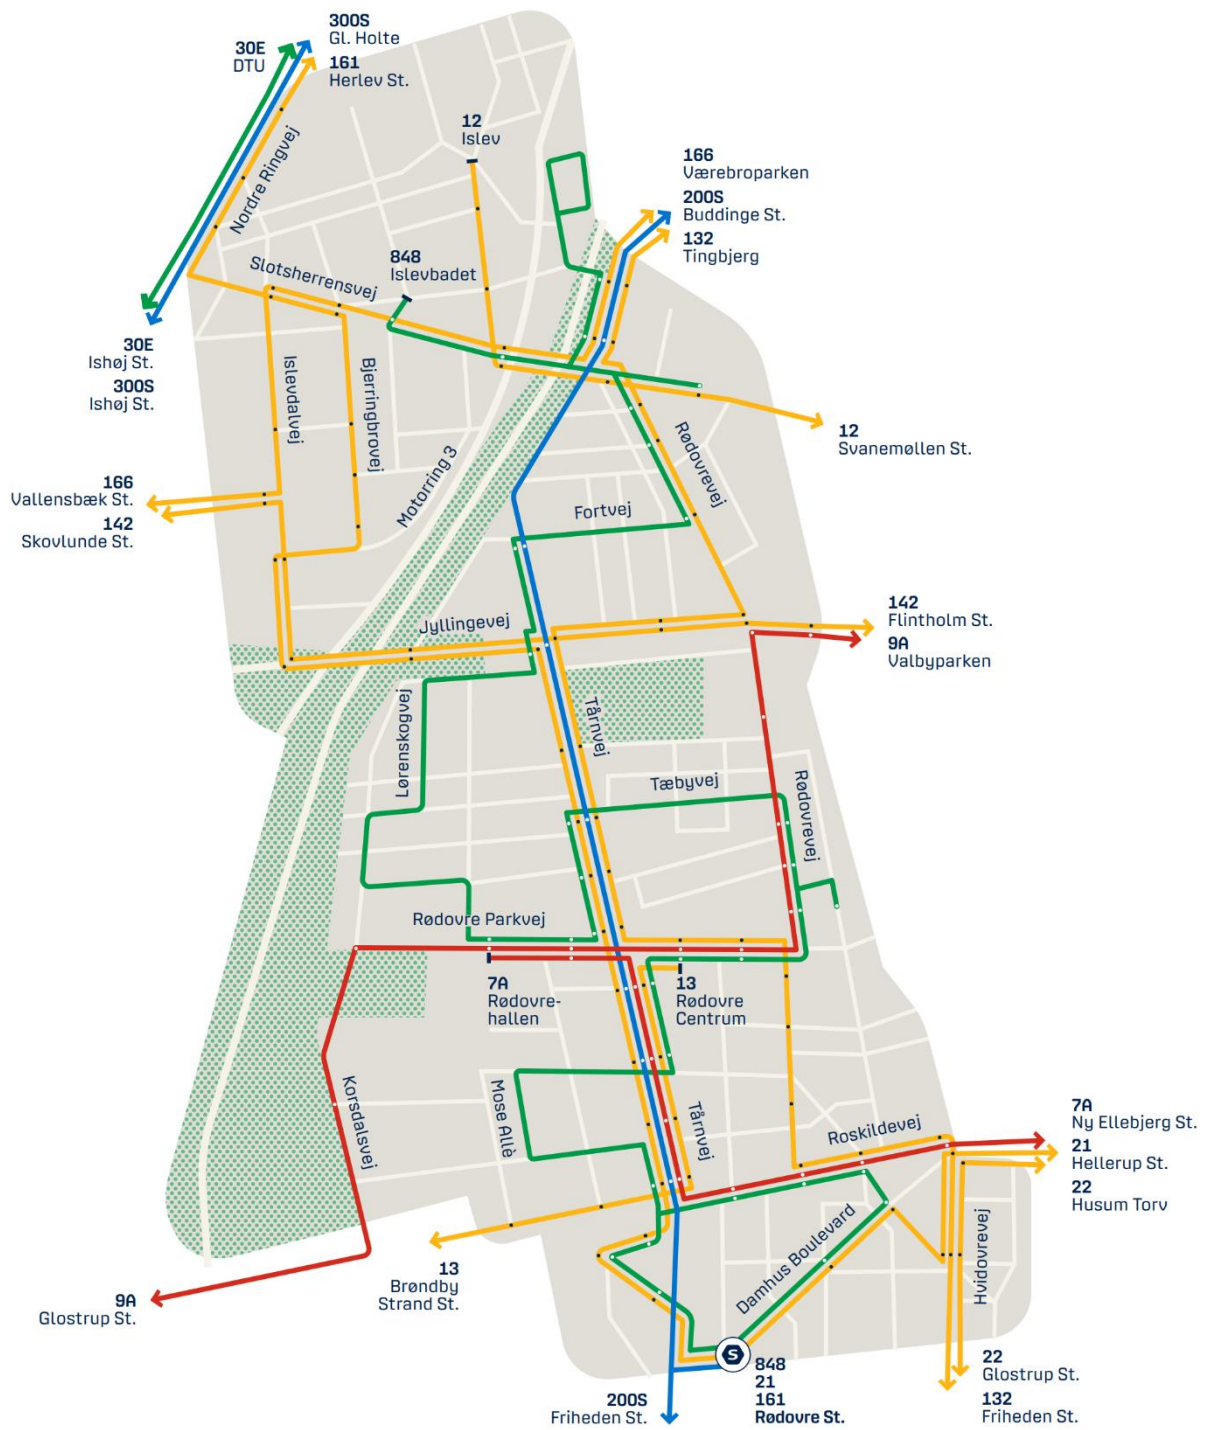 300S
Gl. Holte
30E
DTU
161
Herlev St.
12
Islev
166
Værebroparken
200S
Buddinge St.
132
Tingbjerg
Nordre Ringvej
848
Islevbadet
Slotsherrensvej
30E
Ishøj St.
300S
Ishøj St.
Islevdalvej
Bjerringbrovej
Motorring 3
Rødovrevej
12
Svanemøllen St.
166
Vallensbæk St.
142
Skovlunde St.
Fortvej
Jyllingevej
142
Flintholm St.
9A
Valbyparken
Lørenskogvej
Tårnvej
Tæbyvej
Rødovrevej
Rødovre Parkvej
7A
Rødovre-
hallen
13
Rødovre
Centrum
Korsdalsvej
Mose Allè
Tårnvej
Roskildevej
7A
Ny Ellebjerg St.
21
Hellerup St.
22
Husum Torv
Damhus Boulevard
Hvidovrevej
13
Brøndby
Strand St.
9A
Glostrup St.
S
848
21
161
Rødovre St.
200S
Friheden St.
22
Glostrup St.
132
Friheden St.